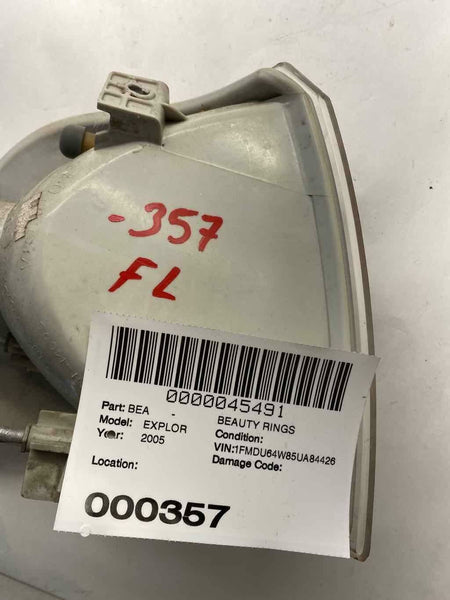 -357
FL
0000045491
Part: BEA - BEAUTY RINGS
Model: EXPLOR Condition:
Year: 2005 VIN:1FMDU64W85UA84426
Location: Damage Code:
000357